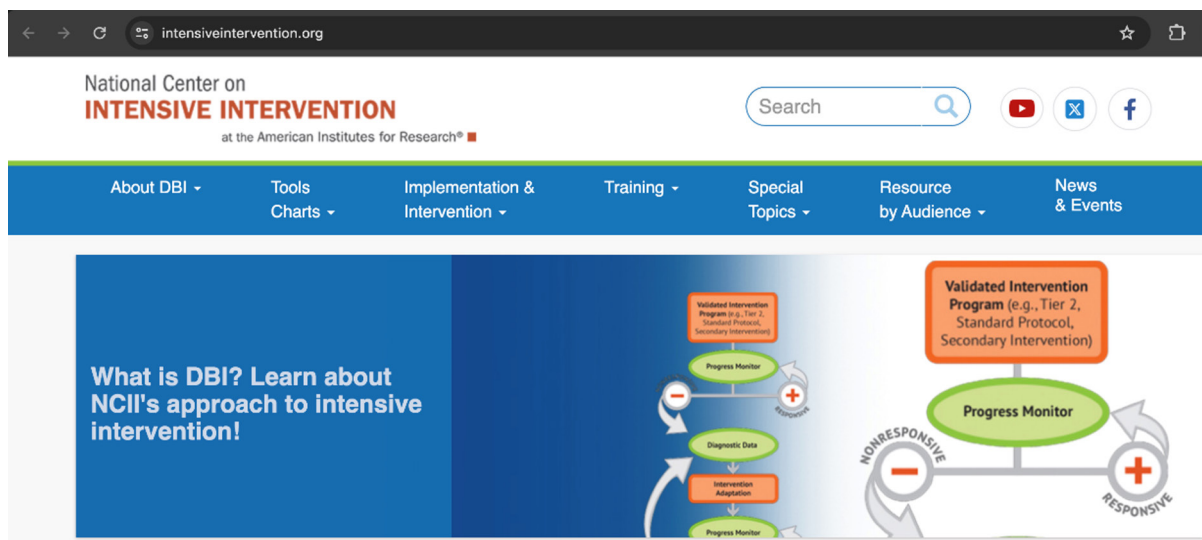 intensiveintervention.org
National Center on
INTENSIVE INTERVENTION
at the American Institutes for Research®
Search
About DBI
Tools
Charts
Implementation &
Intervention
Training
Special
Topics
Resource
by Audience
News
& Events
What is DBI? Learn about
NCII's approach to intensive
intervention!
Validated Intervention
Program (e.g., Tier 2,
Standard Protocol,
Secondary Intervention)
Progress Monitor
RESPONSIVE
Diagnostic Data
Intervention
Adaptation
Progress Monitor
Validated Intervention
Program (e.g., Tier 2,
Standard Protocol,
Secondary Intervention)
Progress Monitor
NONRESPONSIVE
RESPONSIVE